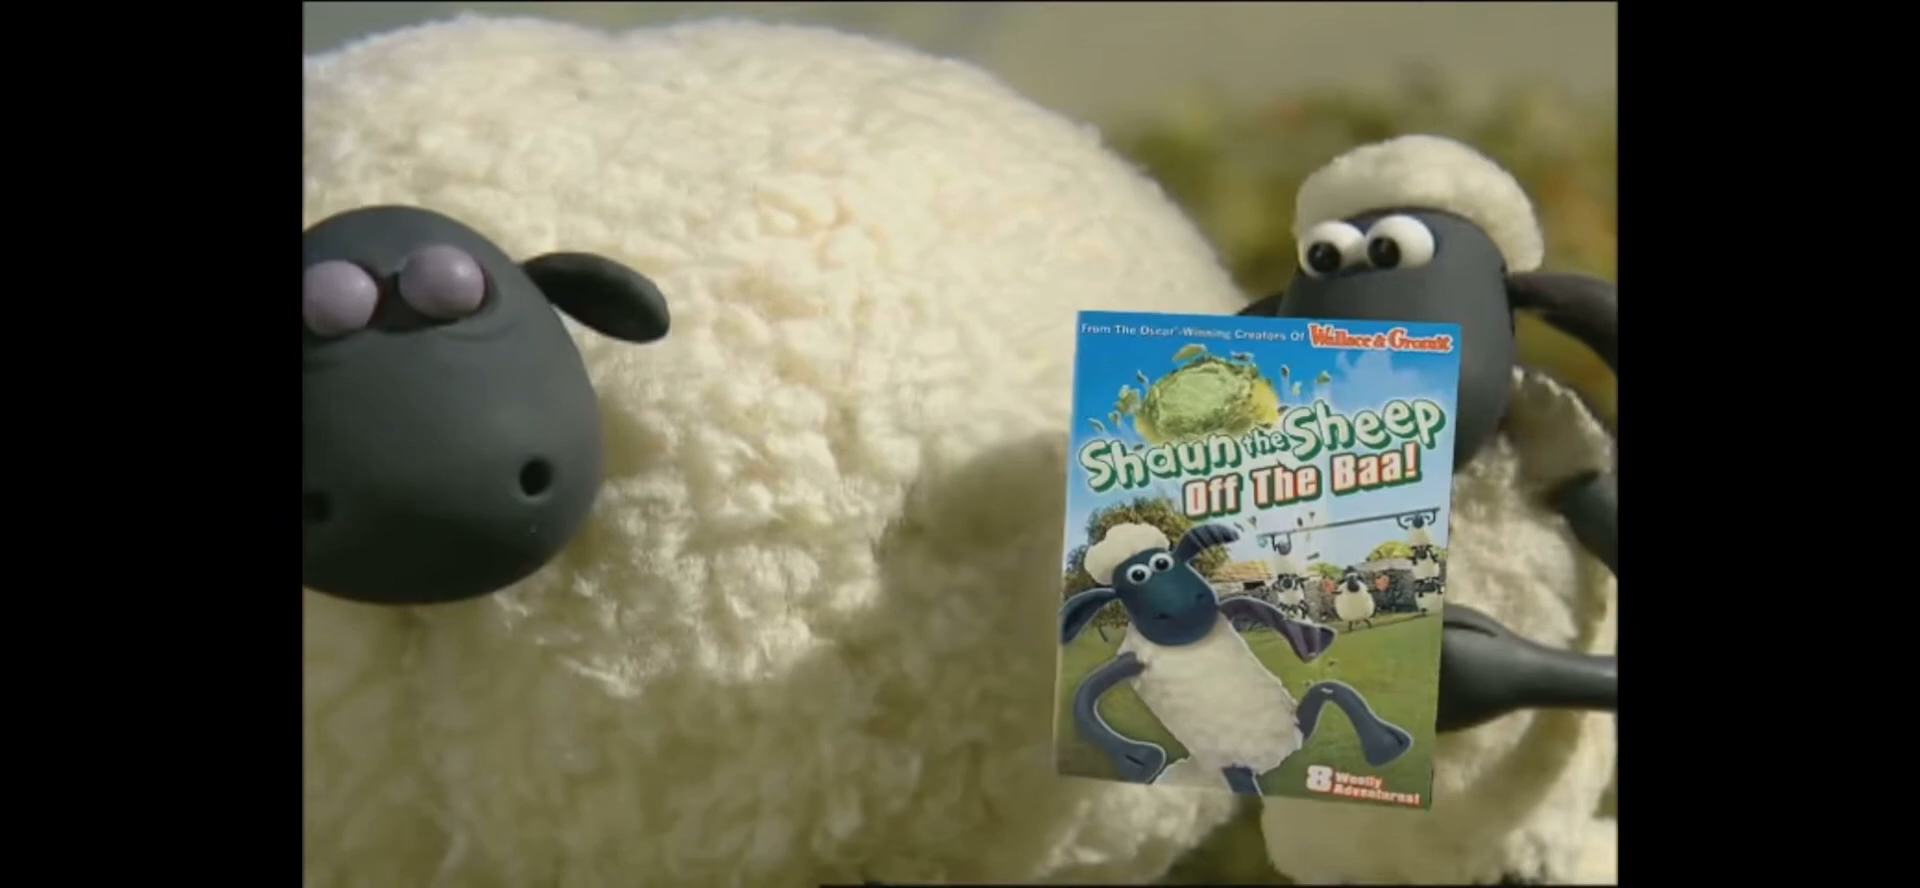 From The Oscar®-Winning Creators Of Wallace & Gromit
Shaun the Sheep
Off The Baa!
8 Woolly
Adventures!